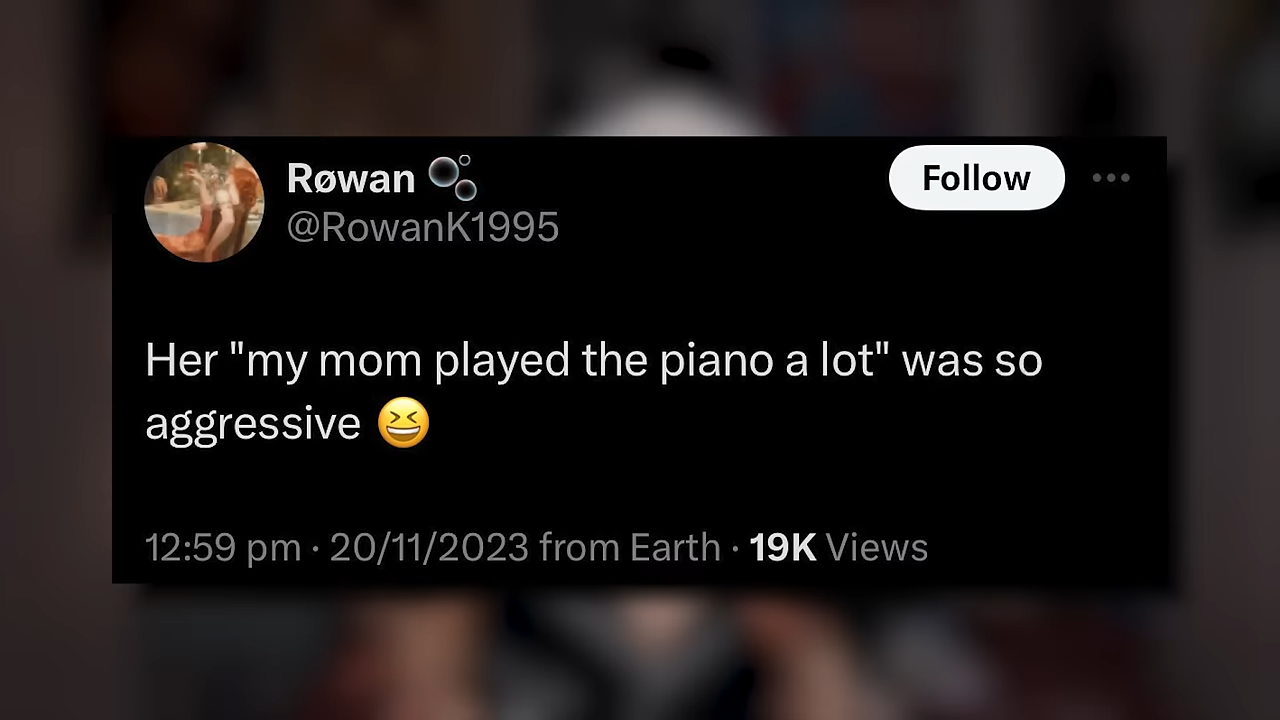 Røwan 🫧
Follow
@RowanK1995
Her "my mom played the piano a lot" was so
aggressive 😆
12:59 pm · 20/11/2023 from Earth · 19K Views